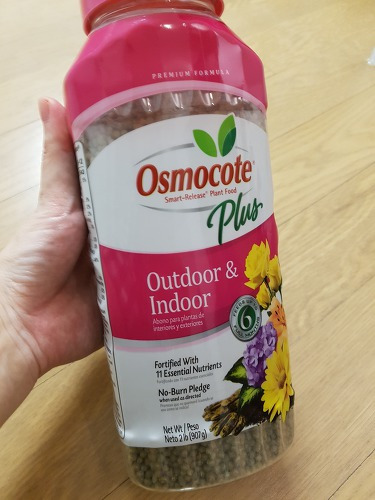 PREMIUM FORMULA
Osmocote®
Smart-Release® Plant Food
Plus
Outdoor &
Indoor
Abono para plantas de
interiores y exteriores
6
Fortified With
11 Essential Nutrients
No-Burn Pledge
when used as directed
Net Wt / Peso
Neto 2 lb (907g)